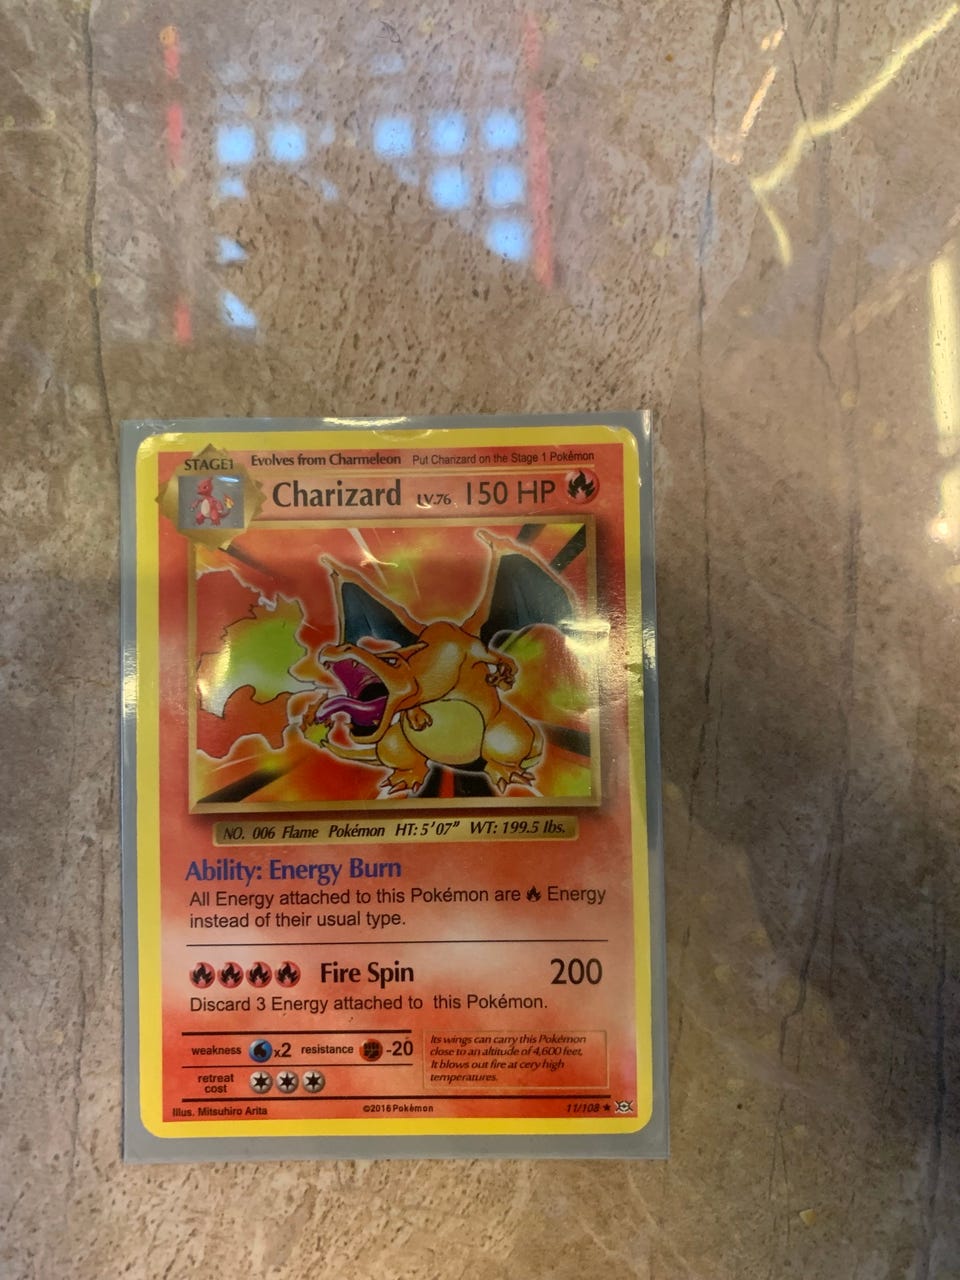 STAGE1 Evolves from Charmeleon Put Charizard on the Stage 1 Pokémon
Charizard LV.76 150 HP
NO. 006 Flame Pokémon HT: 5'07" WT: 199.5 lbs.
Ability: Energy Burn
All Energy attached to this Pokémon are Energy
instead of their usual type.
Fire Spin 200
Discard 3 Energy attached to this Pokémon.
weakness x2 resistance -20
retreat
cost
Its wings can carry this Pokémon
close to an altitude of 4,600 feet,
It blows out fire at cery high
temperatures.
Illus. Mitsuhiro Arita ©2016 Pokémon 11/108 ★